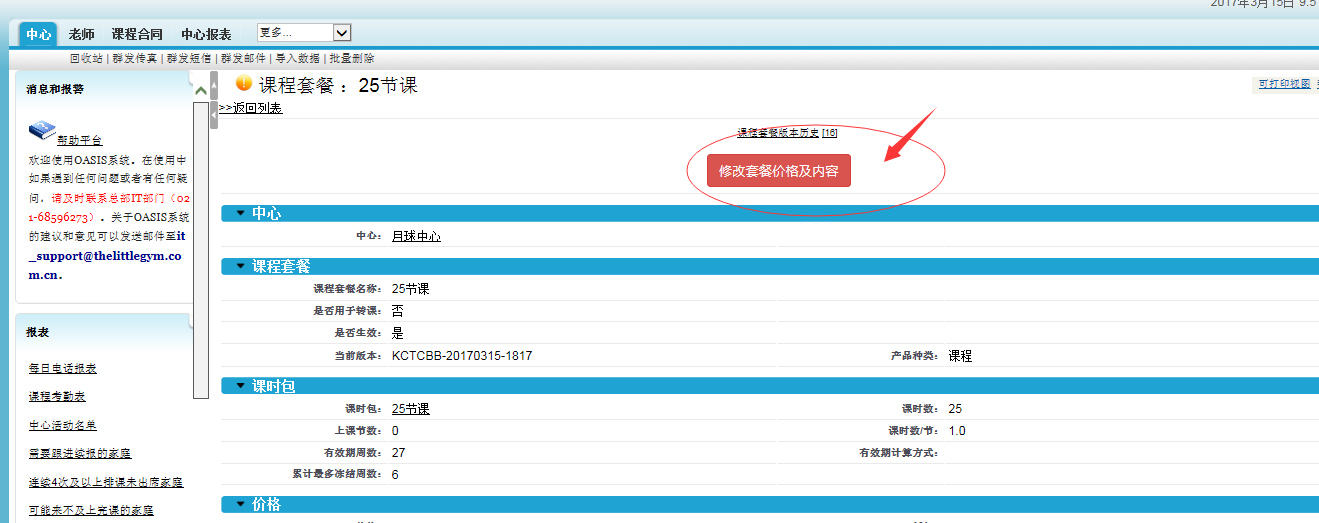 2017年3月15日 9:5
中心 老师 课程合同 中心报表 更多...
回收站 | 群发传真 | 群发短信 | 群发邮件 | 导入数据 | 批量删除
消息和报警
帮助平台
欢迎使用OASIS系统。在使用中
如果遇到任何问题或者有任何疑
问，请及时联系总部IT部门（02
1-68596273）。关于OASIS系统
的建议和意见可以发送邮件至it
_support@thelittlegym.co
m.cn。
报表
每日电话报表
课程考勤表
中心活动名单
需要跟进续报的家庭
连续4次及以上排课未出席家庭
可能来不及上完课的家庭
课程套餐： 25节课
可打印视图
>>返回列表
课程套餐版本历史 [16]
修改套餐价格及内容
中心
中心： 月球中心
课程套餐
课程套餐名称： 25节课
是否用于转课： 否
是否生效： 是
当前版本： KCTCBB-20170315-1817 产品种类： 课程
课时包
课时包： 25节课 课时数： 25
上课节数： 0 课时数/节： 1.0
有效期周数： 27 有效期计算方式：
累计最多冻结周数： 6
价格